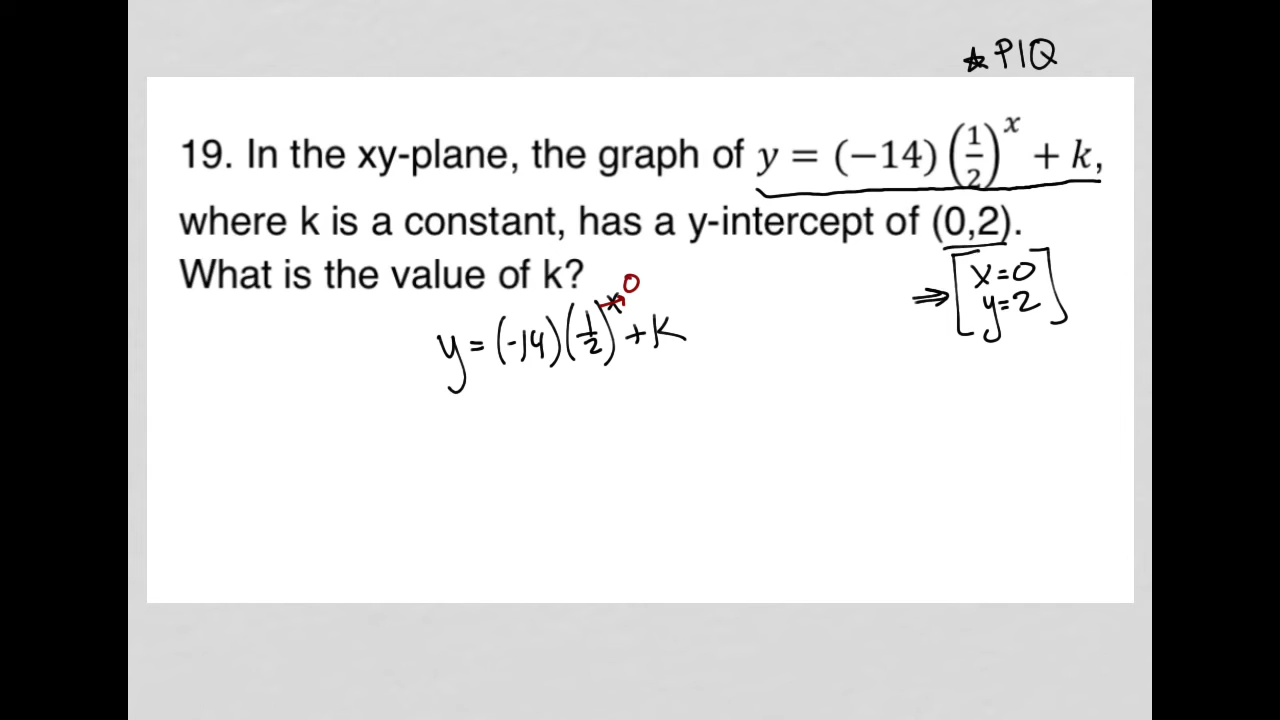 ★ PIQ
19. In the xy-plane, the graph of y = (−14)(1/2)^x + k,
where k is a constant, has a y-intercept of (0,2).
What is the value of k?
⇒ [x=0
y=2]
0
y = (-14)(1/2)^x + k